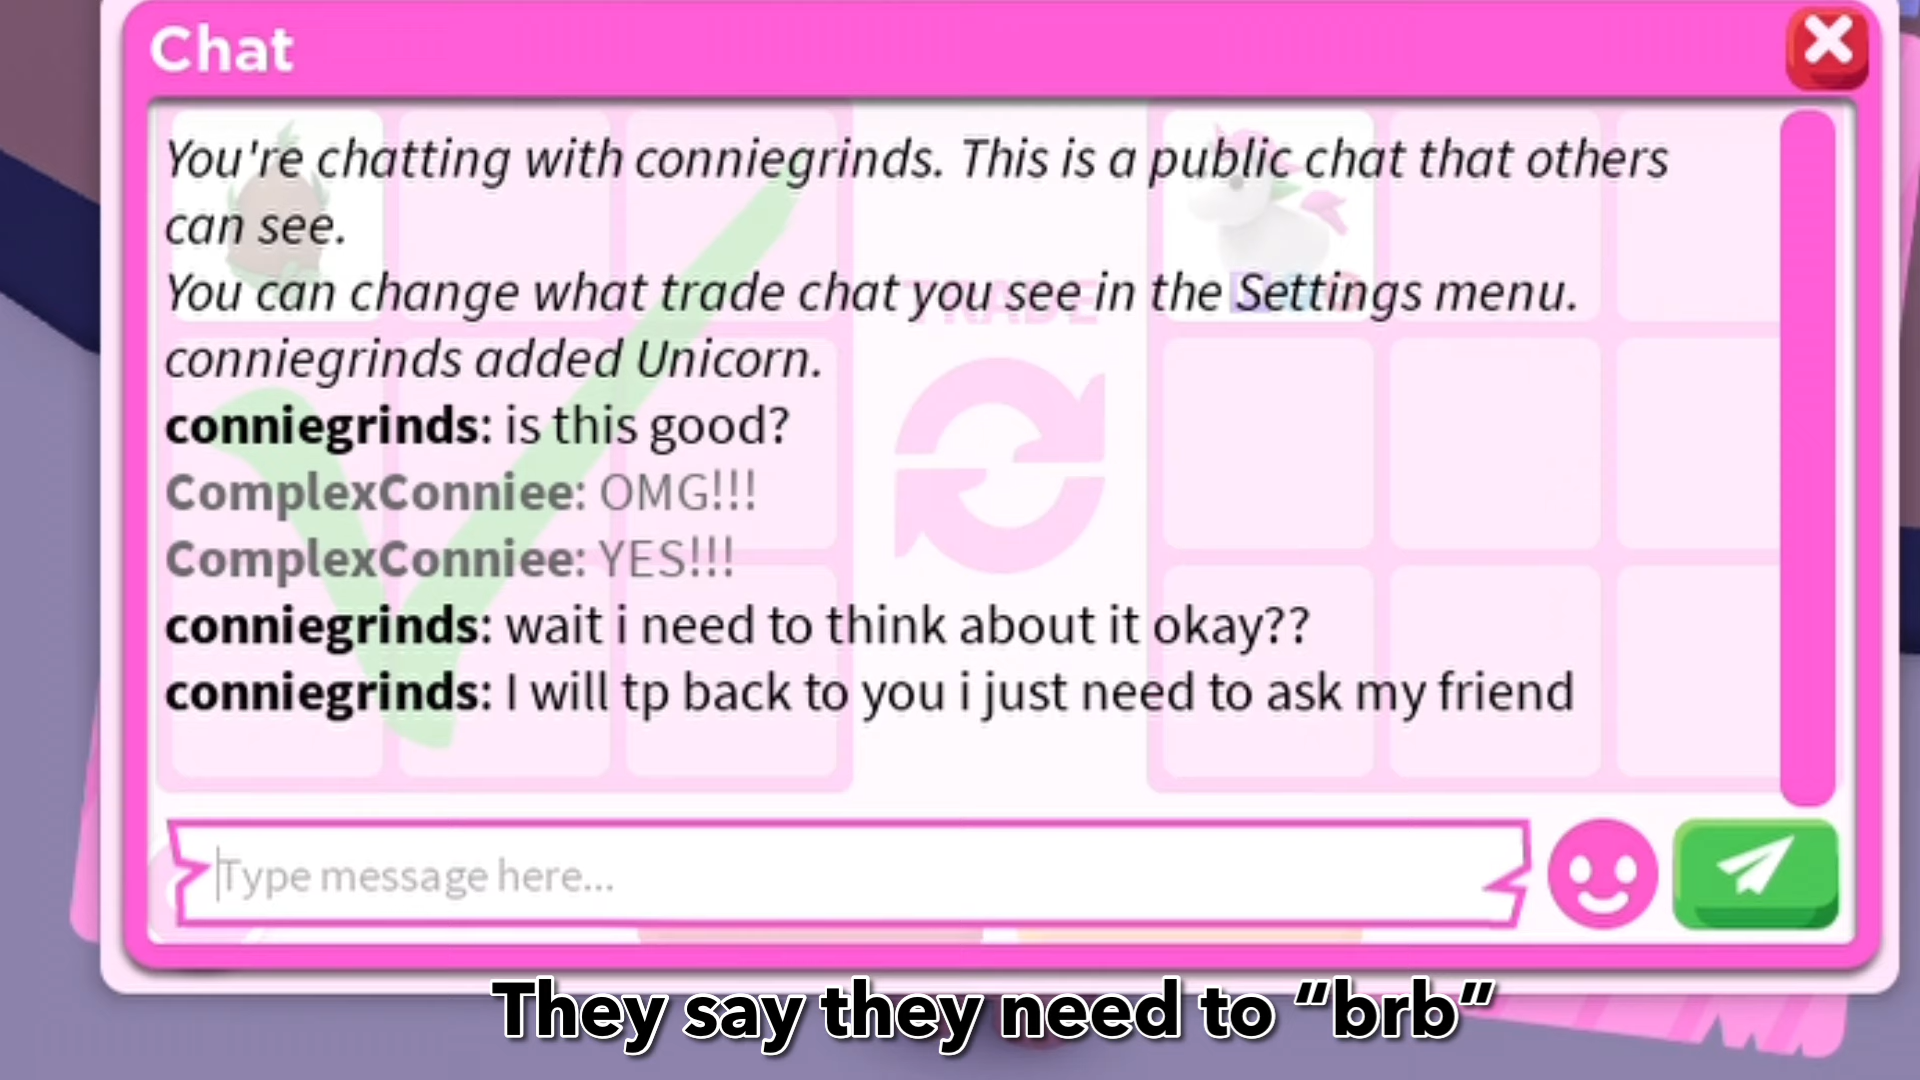 Chat
You're chatting with conniegrinds. This is a public chat that others
can see.
You can change what trade chat you see in the Settings menu.
conniegrinds added Unicorn.
conniegrinds: is this good?
ComplexConniee: OMG!!!
ComplexConniee: YES!!!
conniegrinds: wait i need to think about it okay??
conniegrinds: I will tp back to you i just need to ask my friend
TRADE
Type message here...
They say they need to “brb”